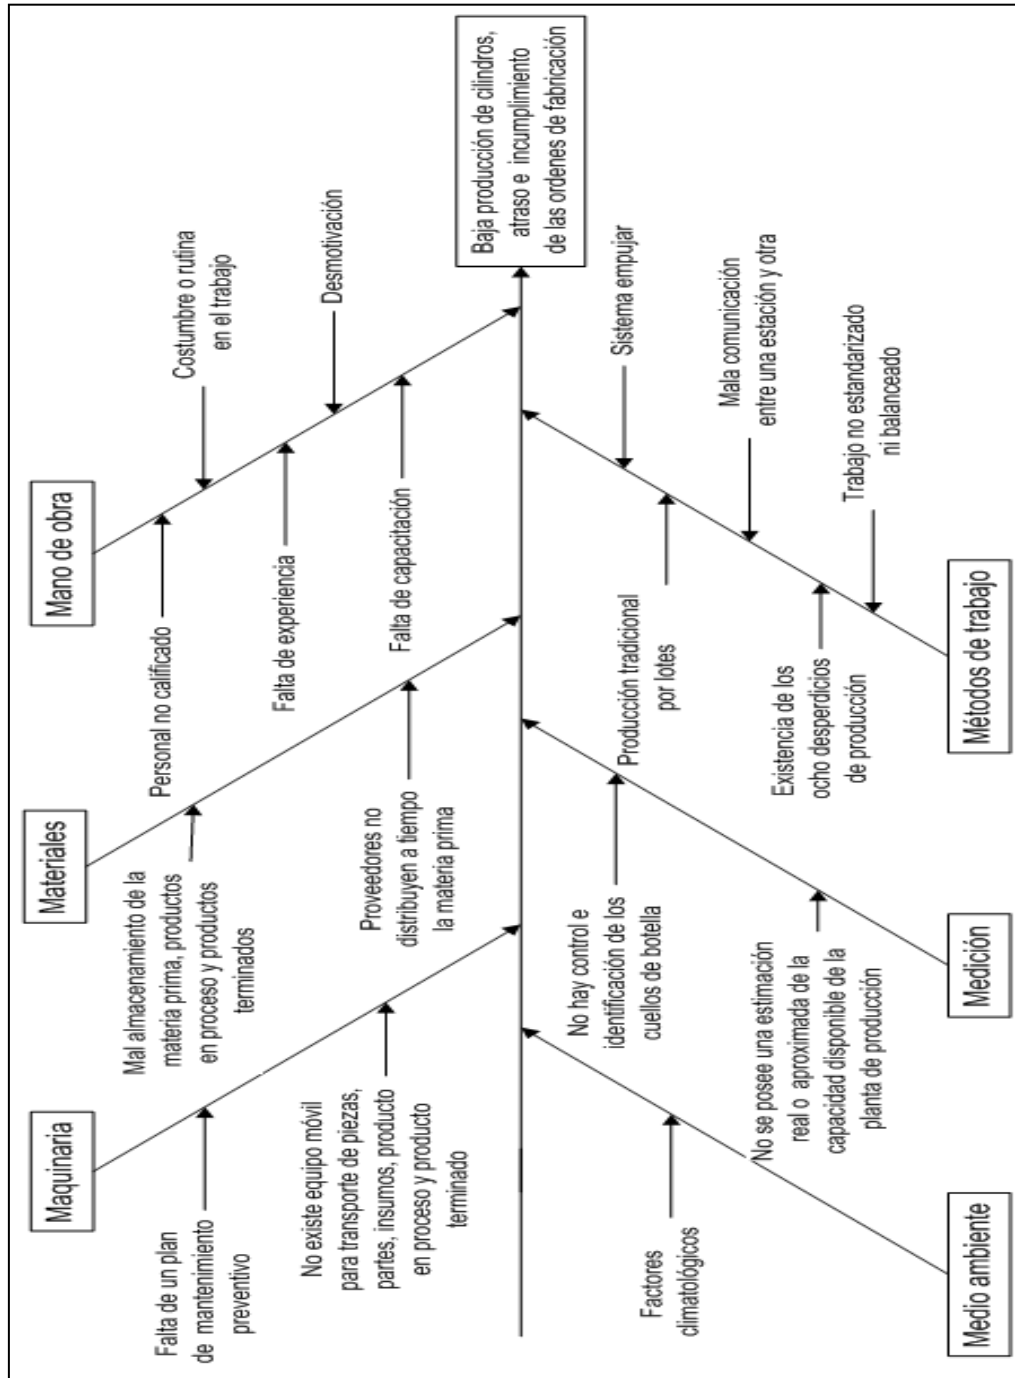 Maquinaria
Materiales
Mano de obra
Falta de un plan
de mantenimiento
preventivo
No existe equipo móvil
para transporte de piezas,
partes, insumos, producto
en proceso y producto
terminado
Mal almacenamiento de la
materia prima, productos
en proceso y productos
terminados
Proveedores no
distribuyen a tiempo
la materia prima
Personal no calificado
Costumbre o rutina
en el trabajo
Falta de experiencia
Desmotivación
Falta de capacitación
Baja producción de cilindros,
atraso e incumplimiento
de las ordenes de fabricación
Factores
climatológicos
No hay control e
identificación de los
cuellos de botella
No se posee una estimación
real o aproximada de la
capacidad disponible de la
planta de producción
Sistema empujar
Producción tradicional
por lotes
Mala comunicación
entre una estación y otra
Existencia de los
ocho desperdicios
de producción
Trabajo no estandarizado
ni balanceado
Medio ambiente
Medición
Métodos de trabajo